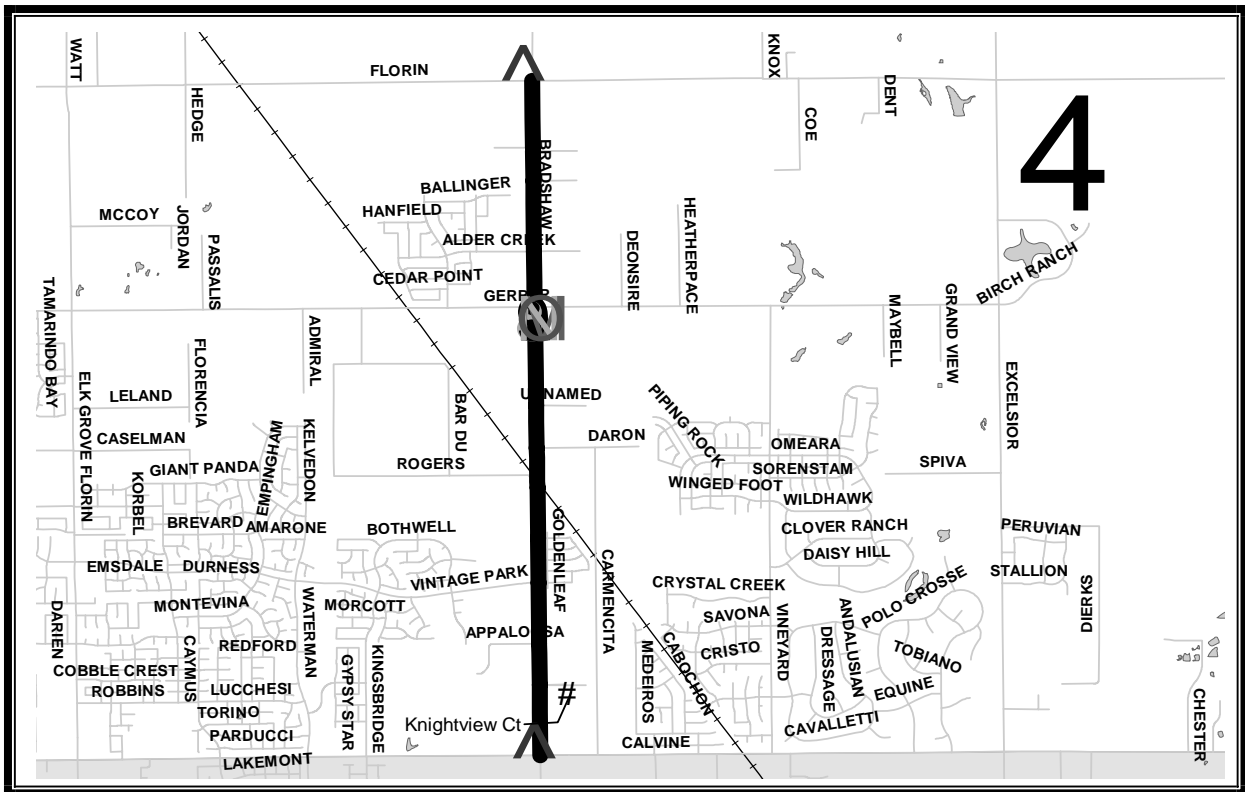 WATT
FLORIN
KNOX
HEDGE
DENT
COE
4
BRADSHAW
BALLINGER
HANFIELD
MCCOY
JORDAN
PASSALIS
ALDER CREEK
HEATHERPACE
DEONSIRE
CEDAR POINT
BIRCH RANCH
TAMARINDO BAY
GERBER
MAYBELL
GRAND VIEW
ADMIRAL
FLORENCIA
ELK GROVE FLORIN
LELAND
BAR DU
UNNAMED
PIPING ROCK
EXCELSIOR
CASELMAN
EMPINGHAM
KELVEDON
DARON
OMEARA
GIANT PANDA
ROGERS
SORENSTAM
SPIVA
KORBEL
WINGED FOOT
WILDHAWK
BREVARD
AMARONE
BOTHWELL
GOLDENLEAF
CLOVER RANCH
PERUVIAN
DAISY HILL
EMSDALE
DURNESS
VINTAGE PARK
CARMENCITA
CRYSTAL CREEK
STALLION
DIERKS
POLO CROSSE
MONTEVINA
WATERMAN
MORCOTT
SAVONA
VINEYARD
ANDALUSIAN
DARIEN
APPALOOSA
DRESSAGE
REDFORD
CAYMUS
MEDEIROS
CABOCHON
CRISTO
TOBIANO
COBBLE CREST
GYPSY STAR
KINGSBRIDGE
ROBBINS
LUCCHESI
EQUINE
#
TORINO
Knightview Ct
CAVALLETTI
CHESTER
PARDUCCI
CALVINE
LAKEMONT